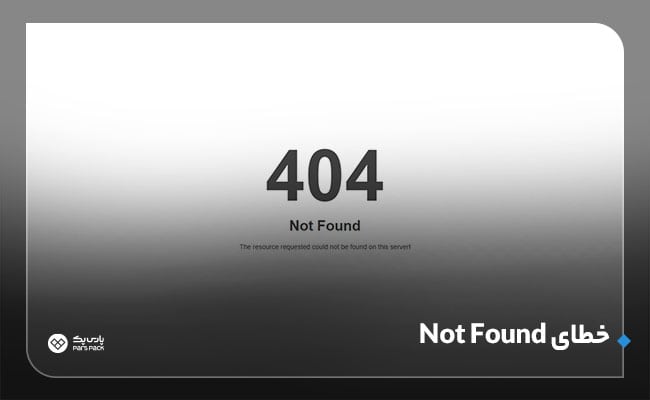 404
Not Found
The resource requested could not be found on this server!
خطای Not Found
پارس پک
PARS PACK